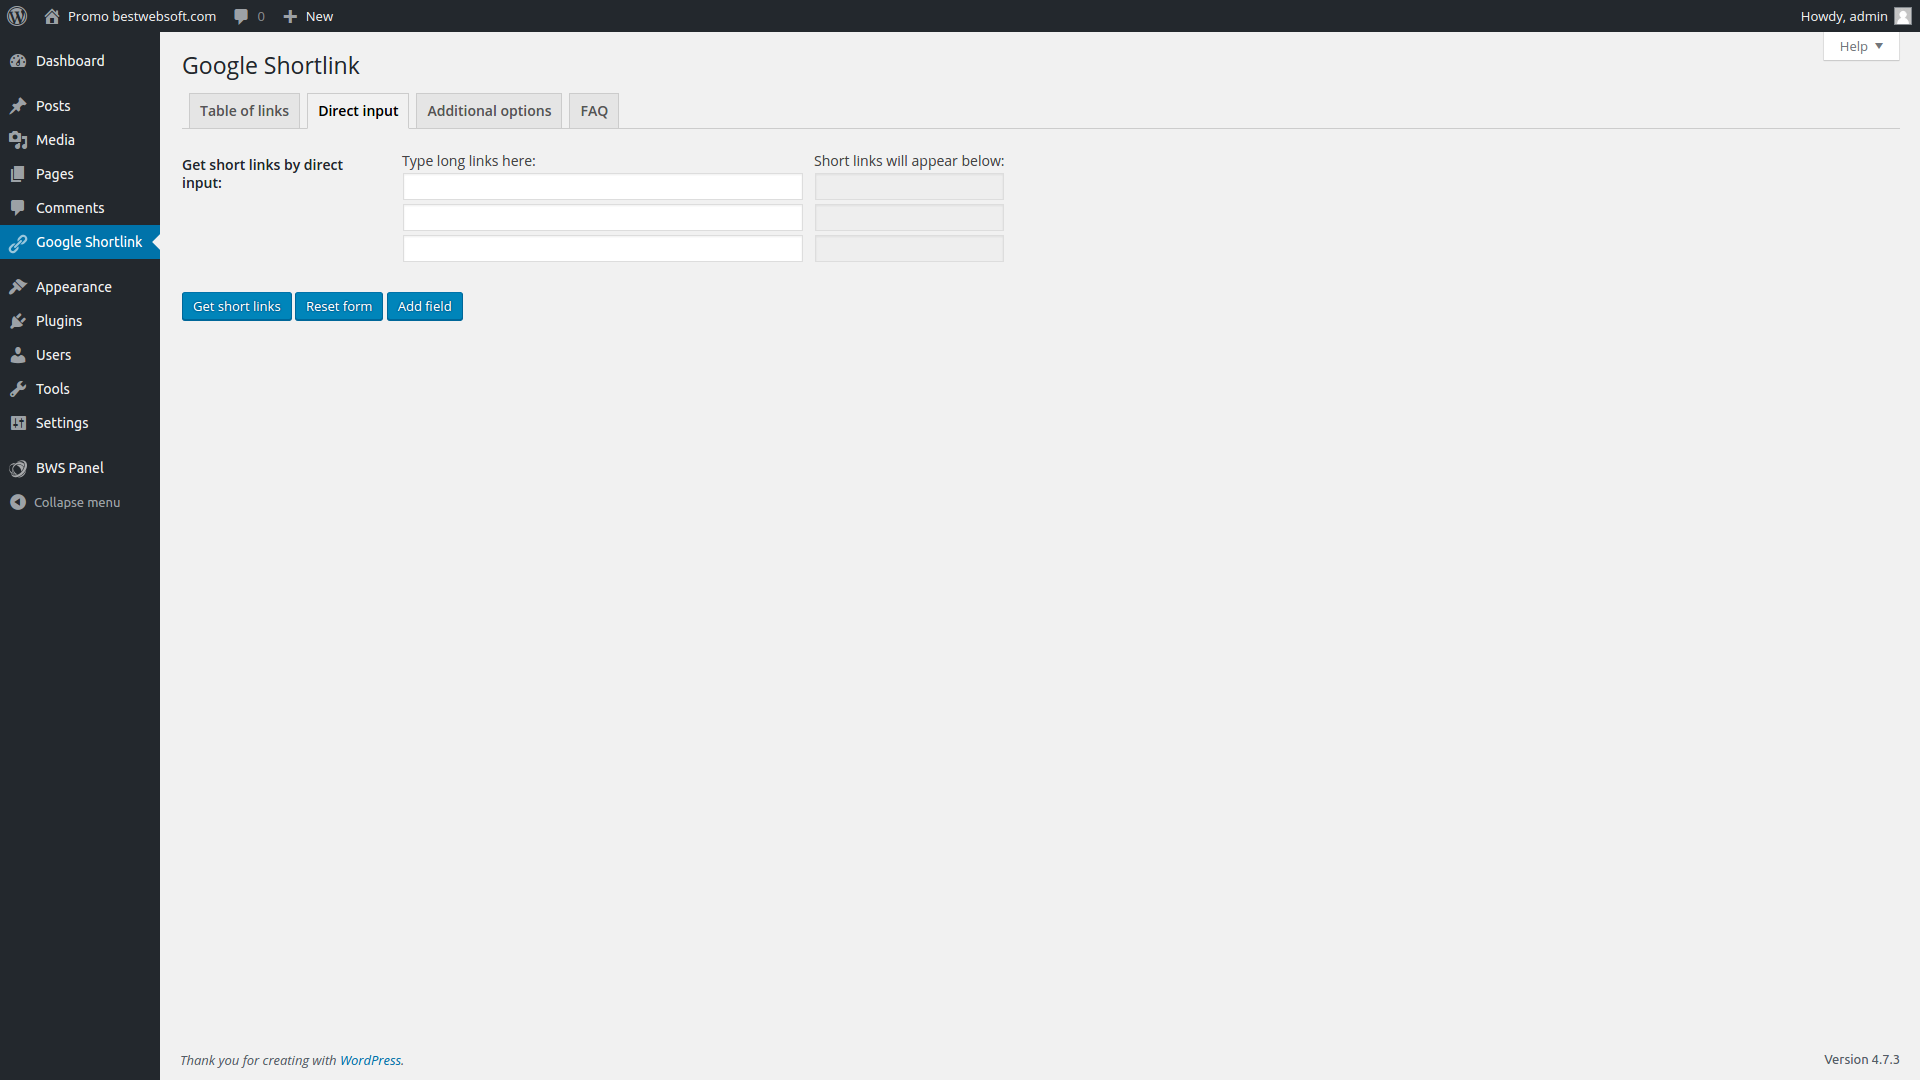 Promo bestwebsoft.com 0 New Howdy, admin
Help
Dashboard
Posts
Media
Pages
Comments
Google Shortlink
Appearance
Plugins
Users
Tools
Settings
BWS Panel
Collapse menu
Google Shortlink
Table of links Direct input Additional options FAQ
Get short links by direct
input:
Type long links here: Short links will appear below:
Get short links Reset form Add field
Thank you for creating with WordPress. Version 4.7.3